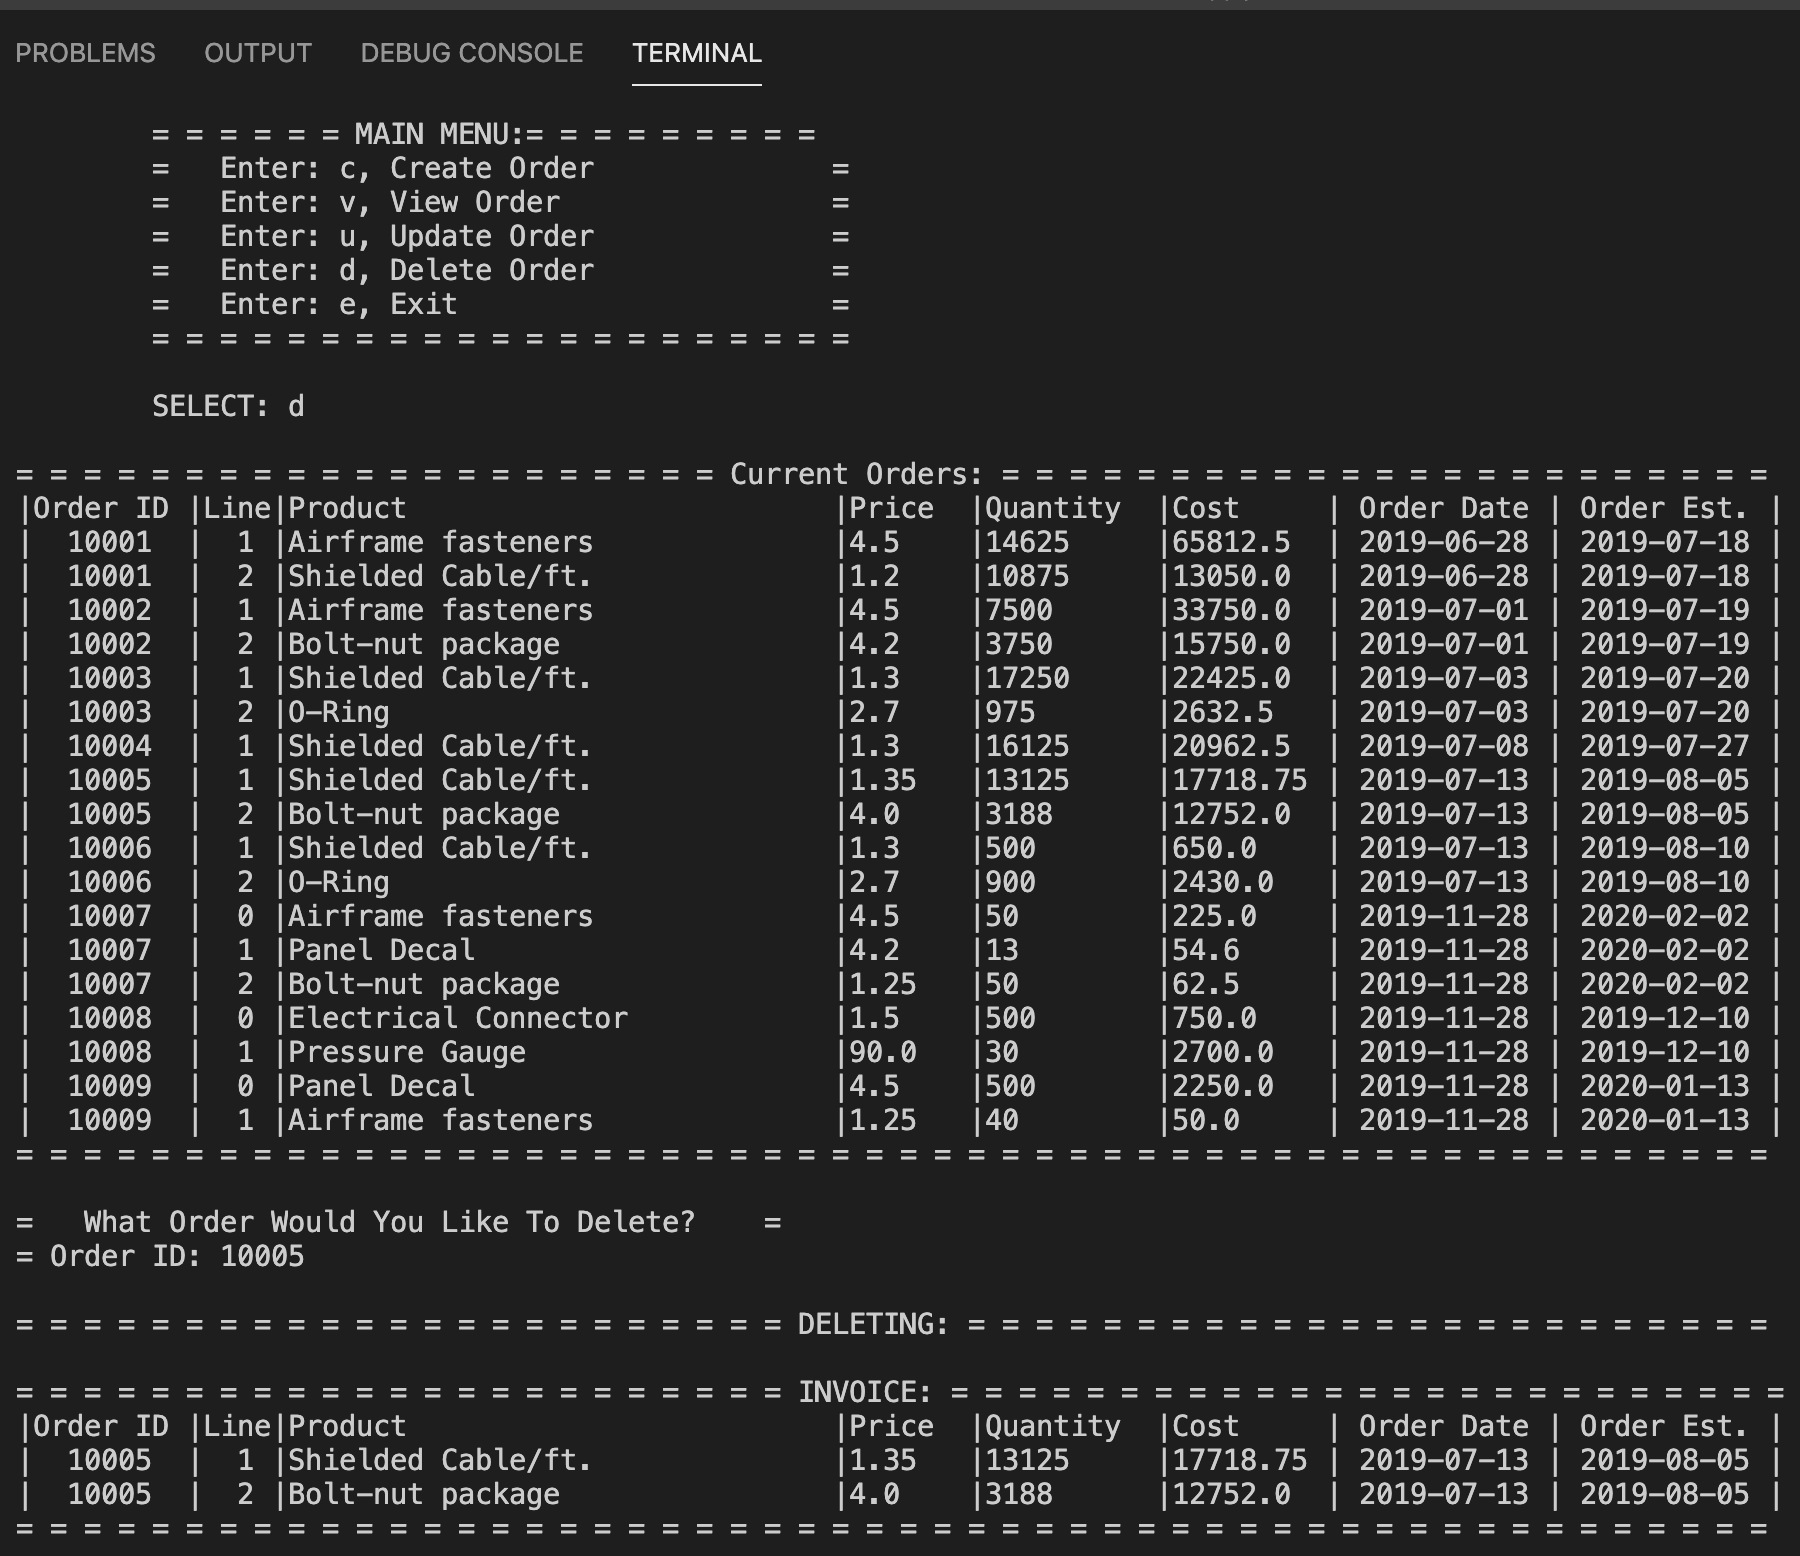 PROBLEMS OUTPUT DEBUG CONSOLE TERMINAL
= = = = = = MAIN MENU:= = = = = = = = =
=   Enter: c, Create Order              =
=   Enter: v, View Order                =
=   Enter: u, Update Order              =
=   Enter: d, Delete Order              =
=   Enter: e, Exit                      =
= = = = = = = = = = = = = = = = = = = = =
SELECT: d
= = = = = = = = = = = = = = = = = = = = = Current Orders: = = = = = = = = = = = = = = = = = = = = = = =
|Order ID |Line|Product                                |Price  |Quantity  |Cost     | Order Date | Order Est. |
|  10001  |  1 |Airframe fasteners                |4.5    |14625     |65812.5  | 2019-06-28 | 2019-07-18 |
|  10001  |  2 |Shielded Cable/ft.                |1.2    |10875     |13050.0  | 2019-06-28 | 2019-07-18 |
|  10002  |  1 |Airframe fasteners                |4.5    |7500      |33750.0  | 2019-07-01 | 2019-07-19 |
|  10002  |  2 |Bolt-nut package                  |4.2    |3750      |15750.0  | 2019-07-01 | 2019-07-19 |
|  10003  |  1 |Shielded Cable/ft.                |1.3    |17250     |22425.0  | 2019-07-03 | 2019-07-20 |
|  10003  |  2 |O-Ring                            |2.7    |975       |2632.5   | 2019-07-03 | 2019-07-20 |
|  10004  |  1 |Shielded Cable/ft.                |1.3    |16125     |20962.5  | 2019-07-08 | 2019-07-27 |
|  10005  |  1 |Shielded Cable/ft.                |1.35   |13125     |17718.75 | 2019-07-13 | 2019-08-05 |
|  10005  |  2 |Bolt-nut package                  |4.0    |3188      |12752.0  | 2019-07-13 | 2019-08-05 |
|  10006  |  1 |Shielded Cable/ft.                |1.3    |500       |650.0    | 2019-07-13 | 2019-08-10 |
|  10006  |  2 |O-Ring                            |2.7    |900       |2430.0   | 2019-07-13 | 2019-08-10 |
|  10007  |  0 |Airframe fasteners                |4.5    |50        |225.0    | 2019-11-28 | 2020-02-02 |
|  10007  |  1 |Panel Decal                       |4.2    |13        |54.6     | 2019-11-28 | 2020-02-02 |
|  10007  |  2 |Bolt-nut package                  |1.25   |50        |62.5     | 2019-11-28 | 2020-02-02 |
|  10008  |  0 |Electrical Connector              |1.5    |500       |750.0    | 2019-11-28 | 2019-12-10 |
|  10008  |  1 |Pressure Gauge                    |90.0   |30        |2700.0   | 2019-11-28 | 2019-12-10 |
|  10009  |  0 |Panel Decal                       |4.5    |500       |2250.0   | 2019-11-28 | 2020-01-13 |
|  10009  |  1 |Airframe fasteners                |1.25   |40        |50.0     | 2019-11-28 | 2020-01-13 |
= = = = = = = = = = = = = = = = = = = = = = = = = = = = = = = = = = = = = = = = = = = = = = = = = = = =
=   What Order Would You Like To Delete?    =
= Order ID: 10005
= = = = = = = = = = = = = = = = = = = = = = = DELETING: = = = = = = = = = = = = = = = = = = = = = = = =
= = = = = = = = = = = = = = = = = = = = = = = INVOICE: = = = = = = = = = = = = = = = = = = = = = = = = =
|Order ID |Line|Product                                |Price  |Quantity  |Cost     | Order Date | Order Est. |
|  10005  |  1 |Shielded Cable/ft.                |1.35   |13125     |17718.75 | 2019-07-13 | 2019-08-05 |
|  10005  |  2 |Bolt-nut package                  |4.0    |3188      |12752.0  | 2019-07-13 | 2019-08-05 |
= = = = = = = = = = = = = = = = = = = = = = = = = = = = = = = = = = = = = = = = = = = = = = = = = = = =